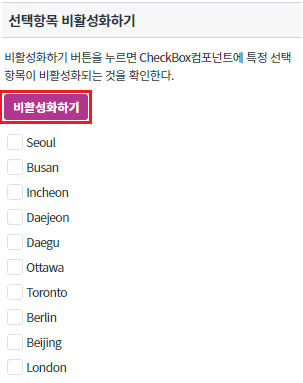 선택항목 비활성화하기
비활성화하기 버튼을 누르면 CheckBox컴포넌트에 특정 선택
항목이 비활성화되는 것을 확인한다.
비활성화하기
Seoul
Busan
Incheon
Daejeon
Daegu
Ottawa
Toronto
Berlin
Beijing
London